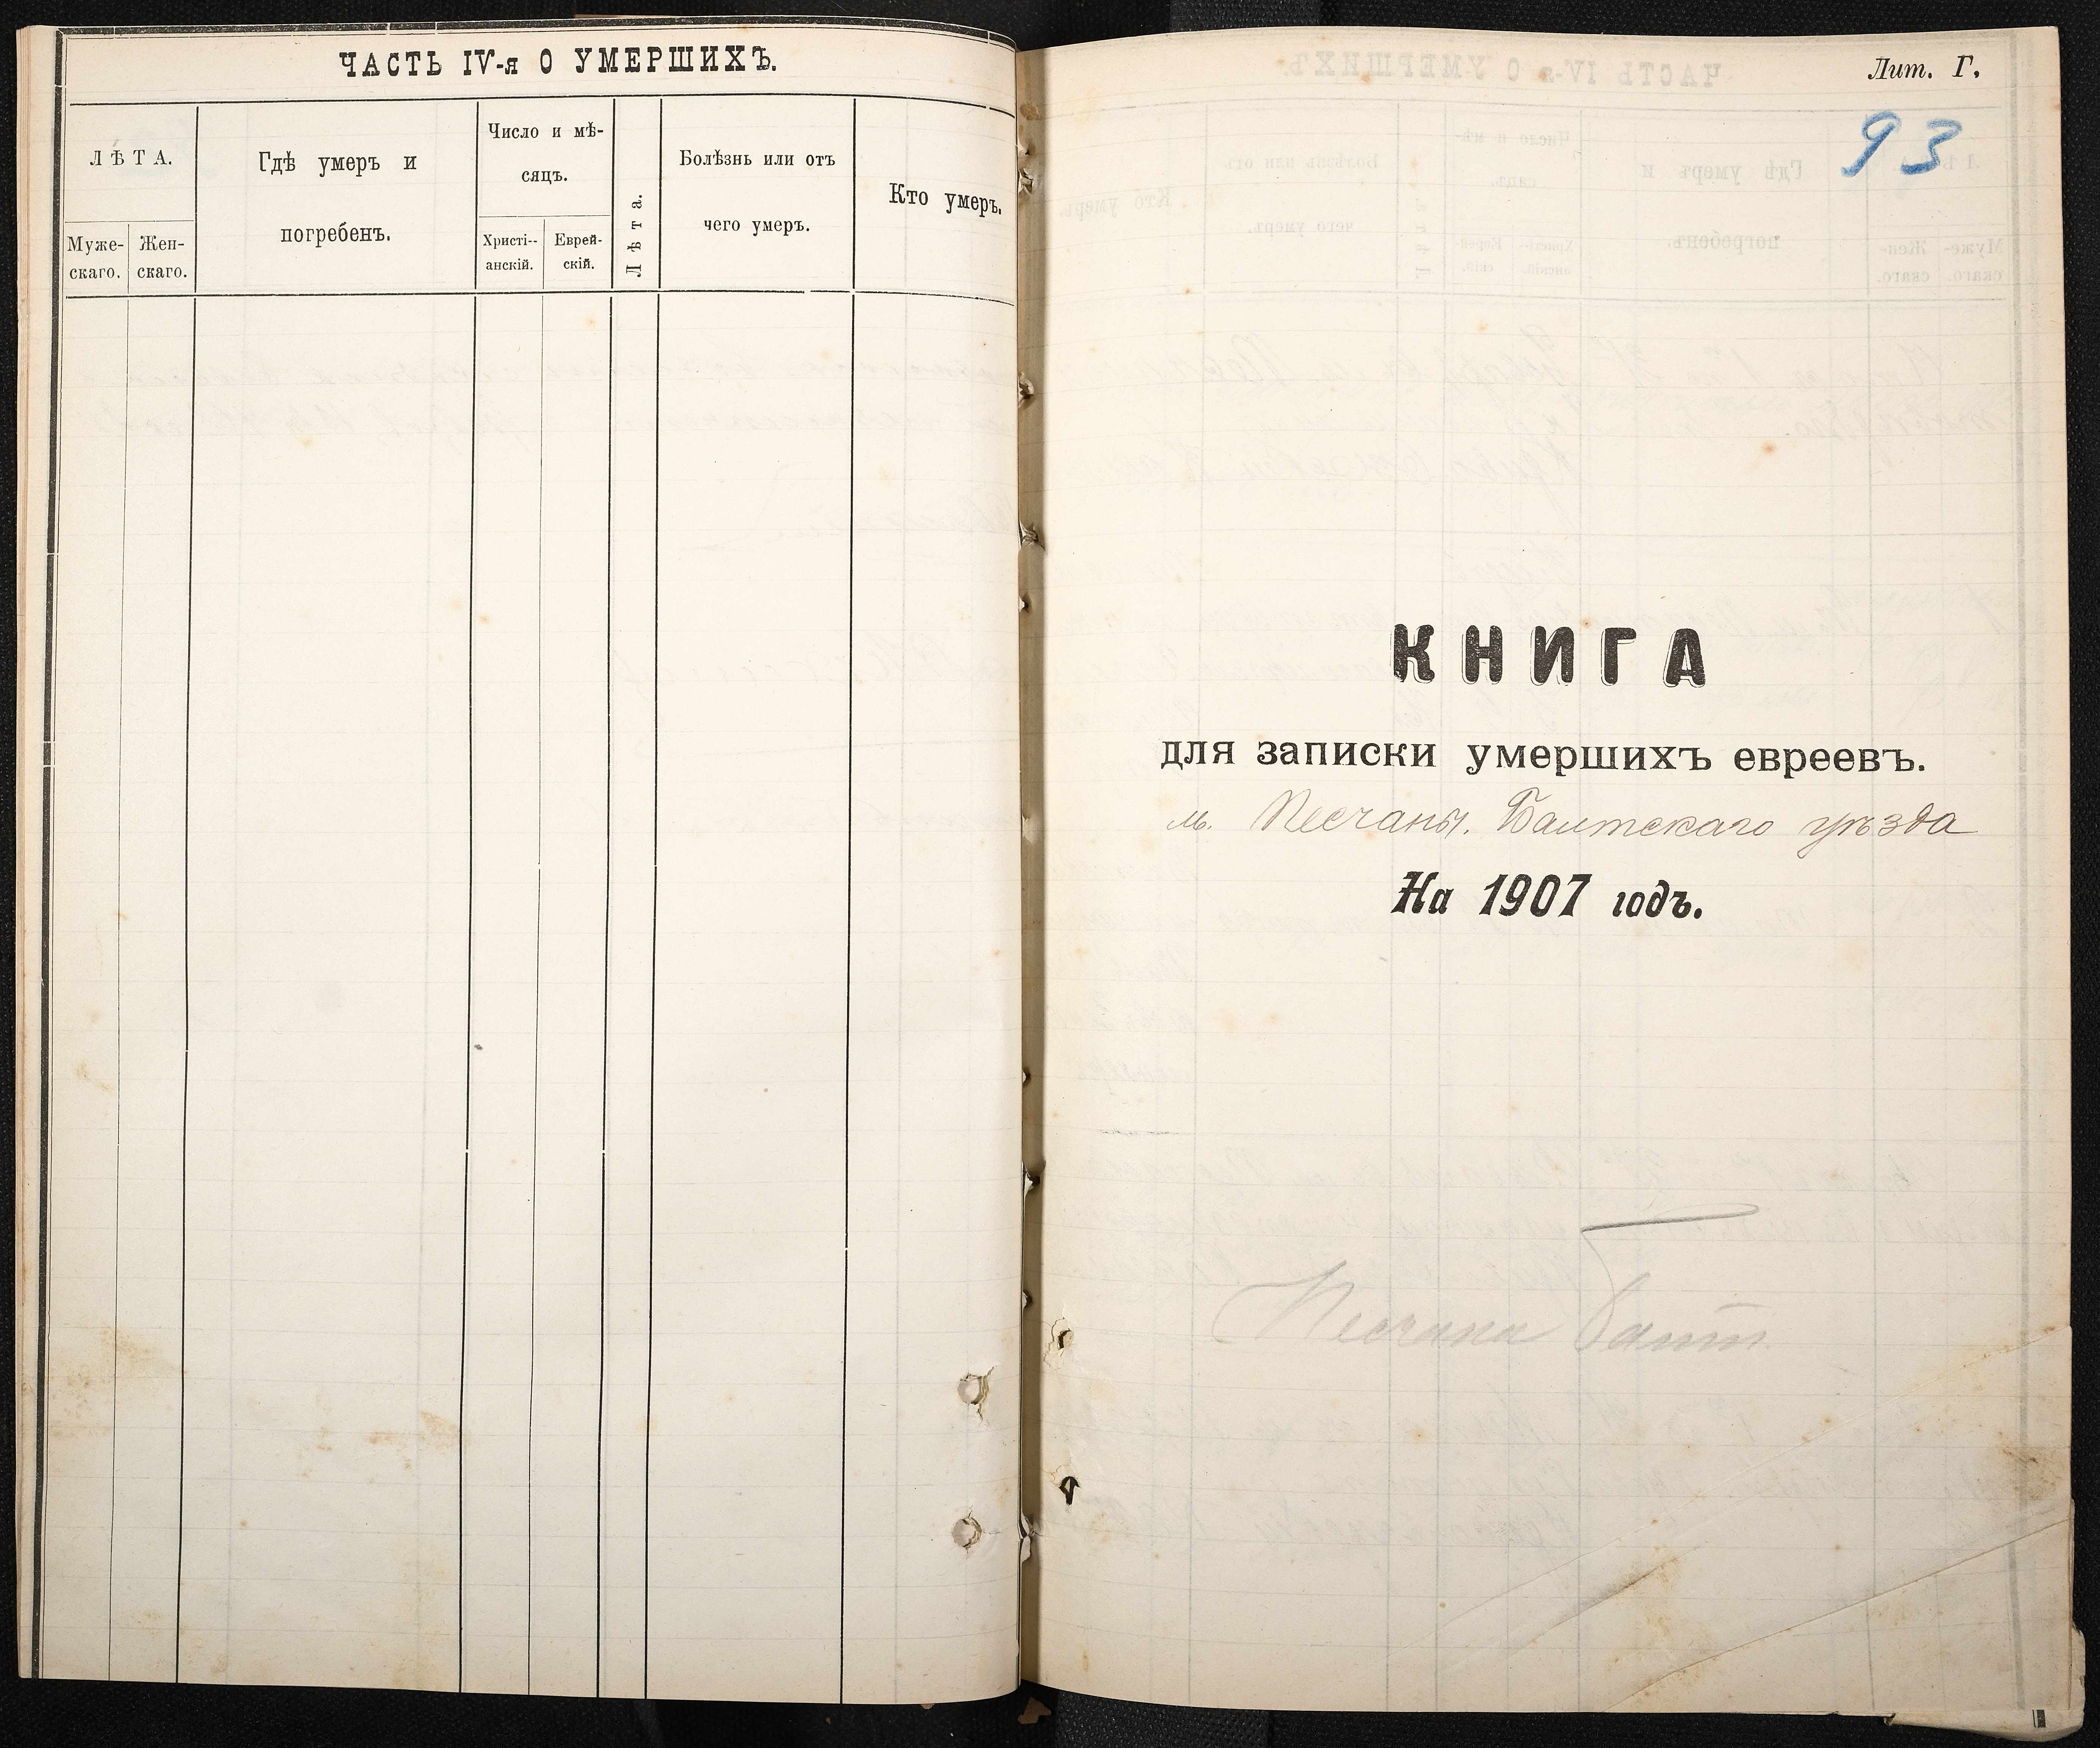 ЧАСТЬ IV-я О УМЕРШИХЪ.
ЛѢТА.
Муже-
скаго.
Жен-
скаго.
Гдѣ умеръ и
погребенъ.
Число и мѣ-
сяцъ.
Христі--
анскій.
Еврей-
скій.
Лѣта.
Болѣзнь или отъ
чего умеръ.
Кто умеръ.
Лит. Г.
93
КНИГА
для записки умершихъ евреевъ.
м. Песчаны. Балтскаго уѣзда
На 1907 годъ.
Песчана Балт.